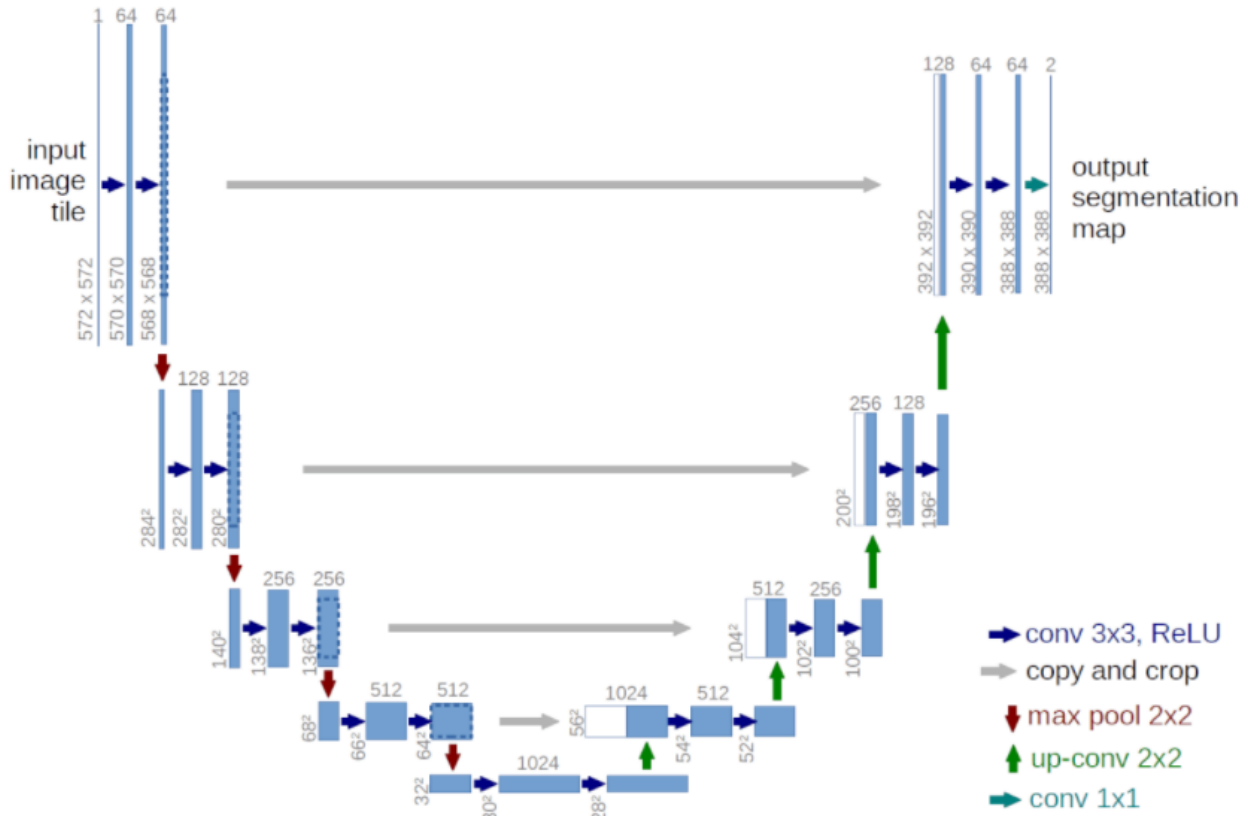 1 64 64
128 64 64 2
input
image
tile
output
segmentation
map
572 x 572
570 x 570
568 x 568
392 x 392
390 x 390
388 x 388
388 x 388
128 128
256 128
284²
282²
280²
200²
198²
196²
256 256
512 256
140²
138²
136²
104²
102²
100²
conv 3x3, ReLU
copy and crop
max pool 2x2
up-conv 2x2
conv 1x1
512 512
1024 512
68²
66²
64²
56²
54²
52²
1024
32²
30²
28²